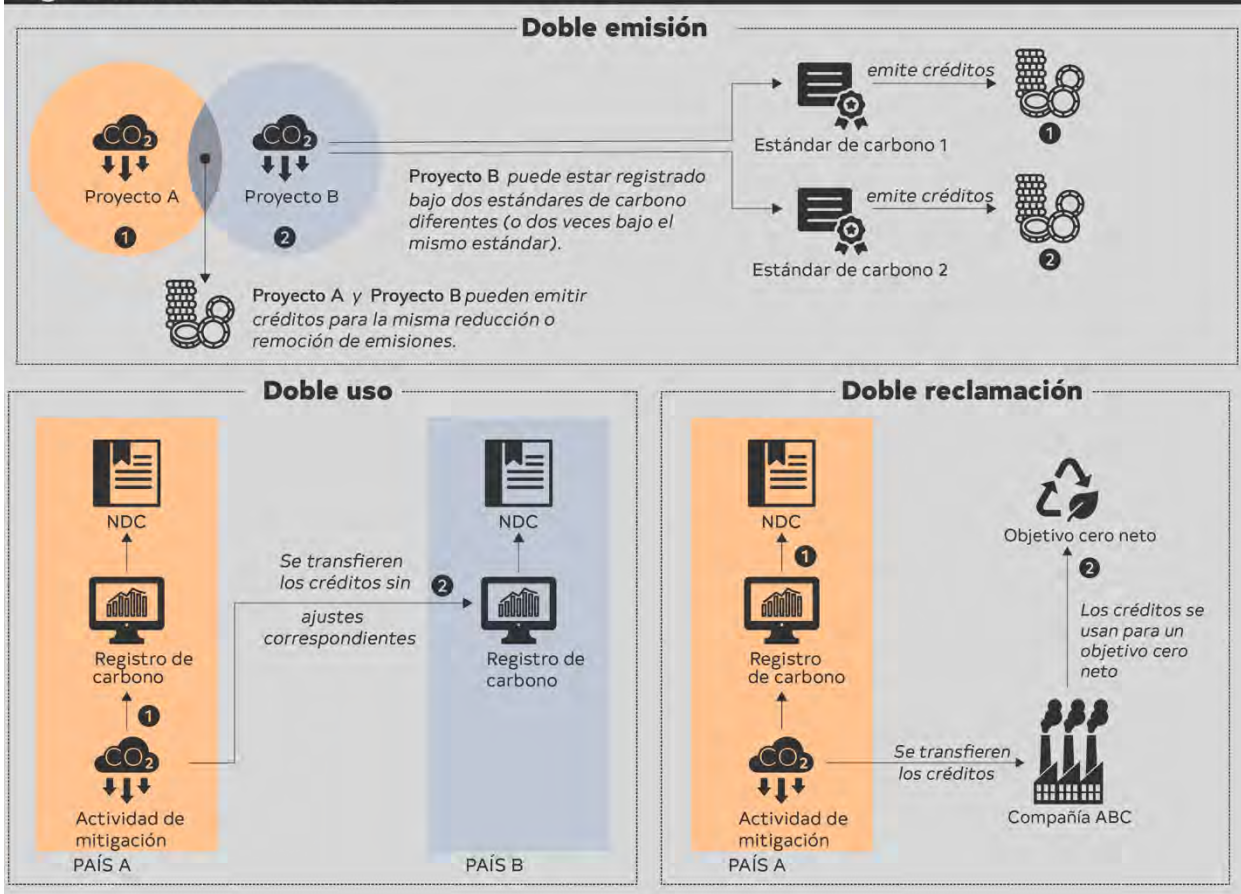 Doble emisión
CO2
Proyecto A
1
CO2
Proyecto B
2
Proyecto A y Proyecto B pueden emitir
créditos para la misma reducción o
remoción de emisiones.
Proyecto B puede estar registrado
bajo dos estándares de carbono
diferentes (o dos veces bajo el
mismo estándar).
Estándar de carbono 1
emite créditos
1
Estándar de carbono 2
emite créditos
2
Doble uso
NDC
Registro de
carbono
1
CO2
Actividad de
mitigación
PAÍS A
Se transfieren
los créditos sin
ajustes
correspondientes
2
NDC
Registro de
carbono
PAÍS B
Doble reclamación
NDC
1
Registro
de carbono
CO2
Actividad de
mitigación
PAÍS A
Se transfieren
los créditos
Objetivo cero neto
2
Los créditos se
usan para un
objetivo cero
neto
Compañía ABC